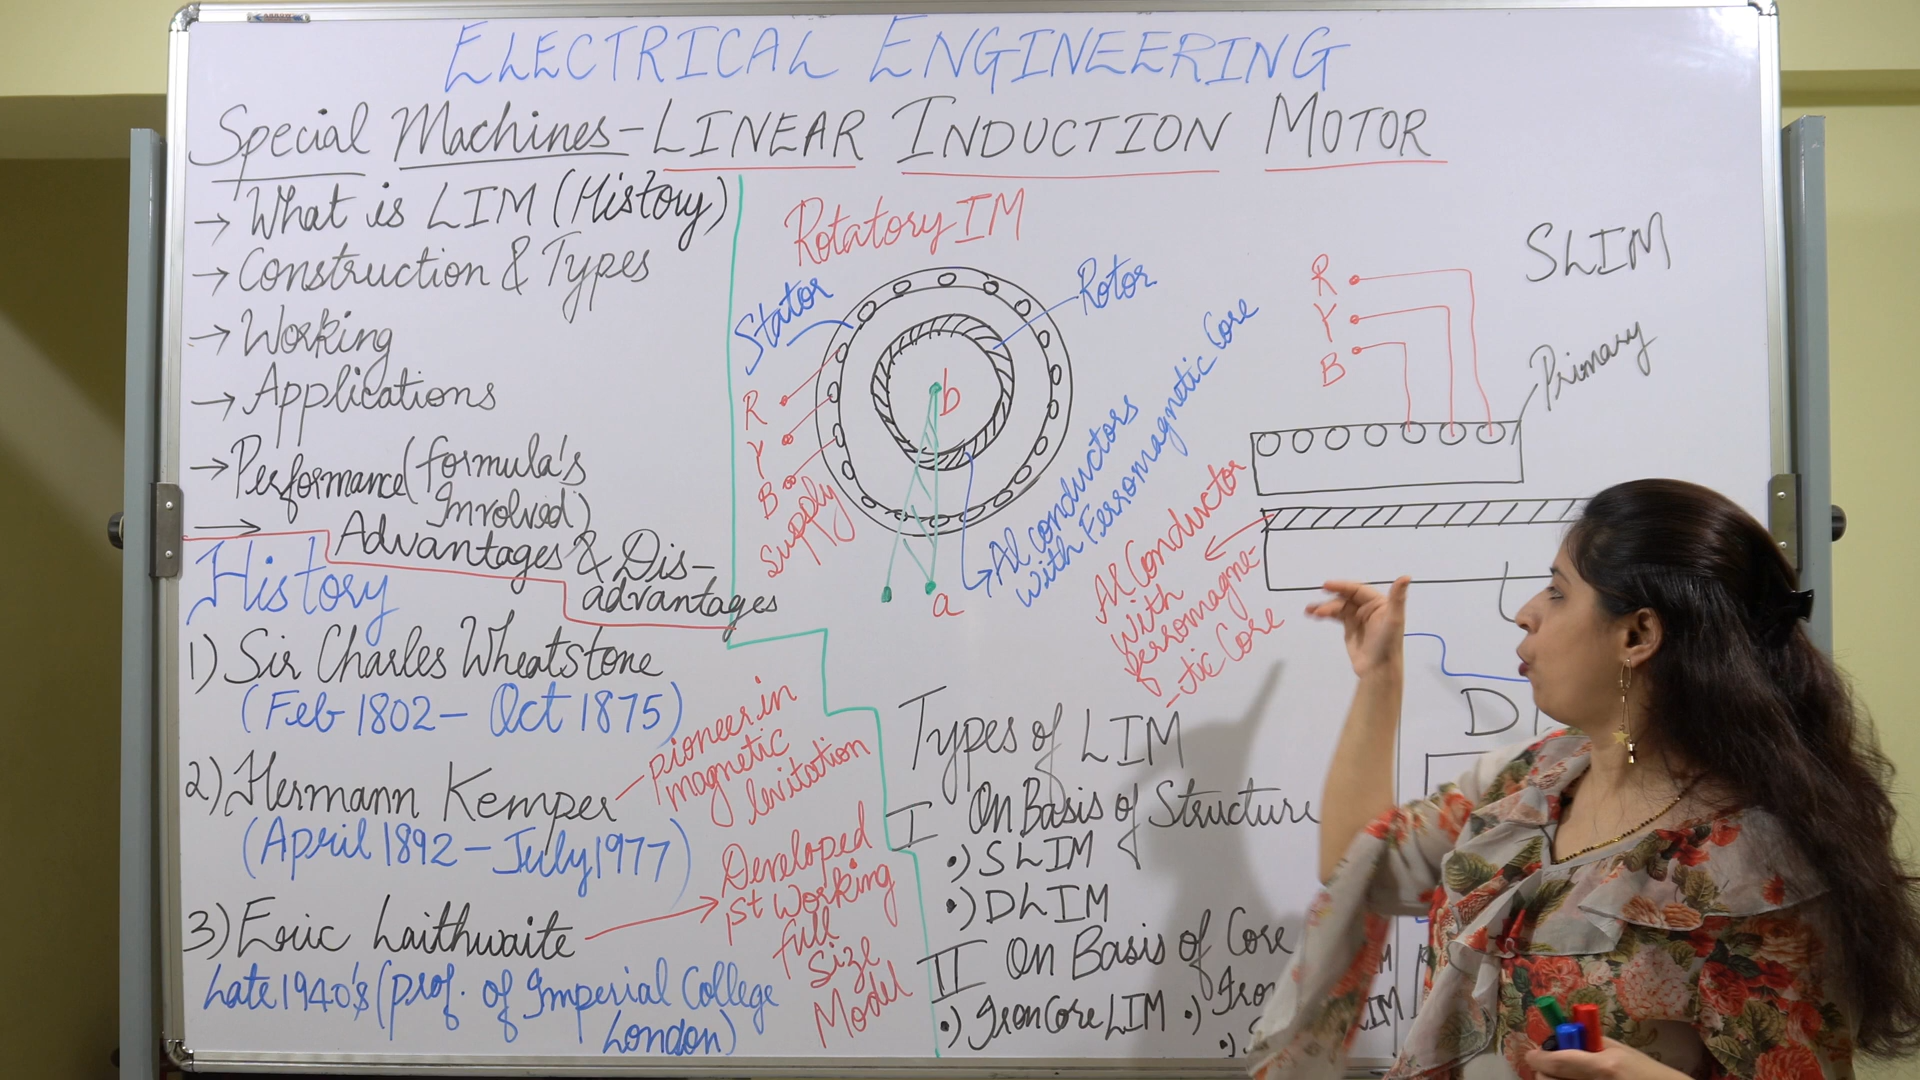 ELECTRICAL ENGINEERING
Special Machines - LINEAR INDUCTION MOTOR
→ What is LIM (History)
→ Construction & Types
→ Working
→ Applications
→ Performance (formula's
Involved)
→ Advantages & Dis-
advantages
History
1) Sir Charles Wheatstone
(Feb 1802 - Oct 1875)
2) Hermann Kemper
pioneer in
magnetic
levitation
(April 1892 - July 1977)
3) Eric Laithwaite
Developed
1st Working
full
Size
Model
Late 1940's (prof. of Imperial College
London)
Rotatory IM
Stator
Rotor
R
Y
B
Supply
b
a
Al conductors
with Ferromagnetic Core
SLIM
R
Y
B
Primary
Al Conductor
with
ferromagne-
-tic Core
Types of LIM
I On Basis of Structure
•) SLIM
•) DLIM
II On Basis of Core
•) Iron Core LIM •)